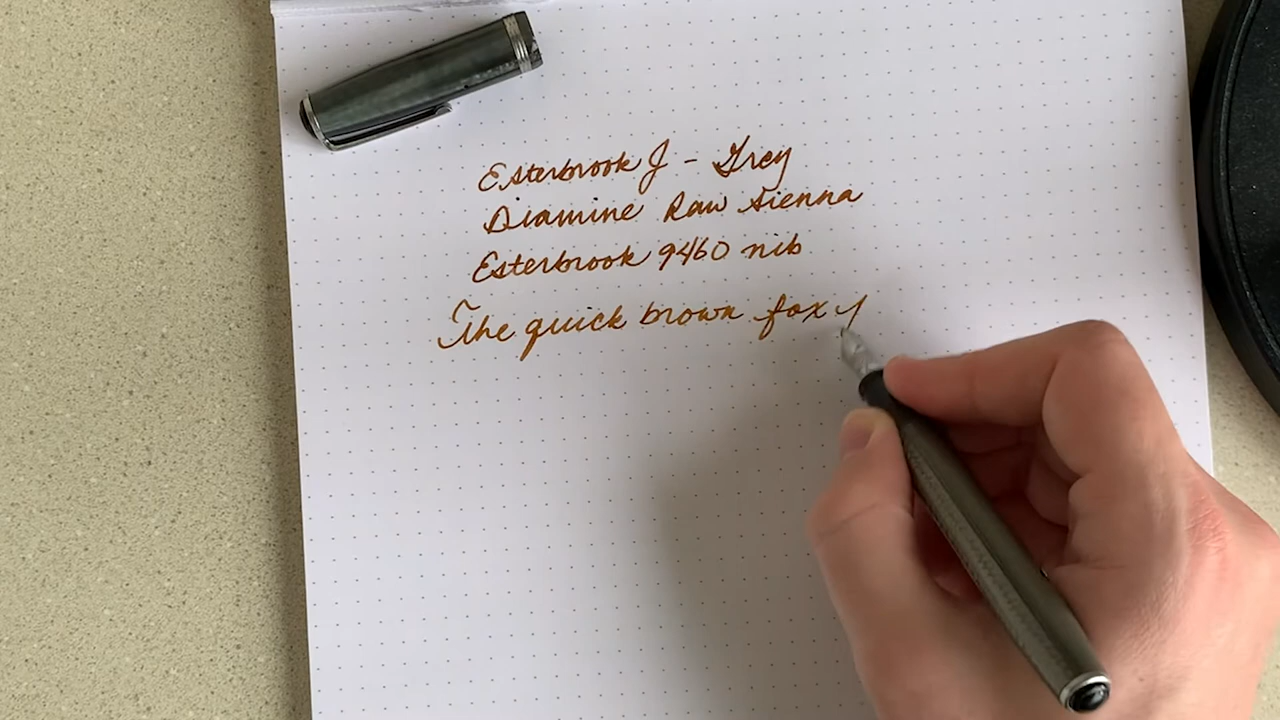 Esterbrook J - Grey
Diamine Raw Sienna
Esterbrook 9460 nib
The quick brown fox j